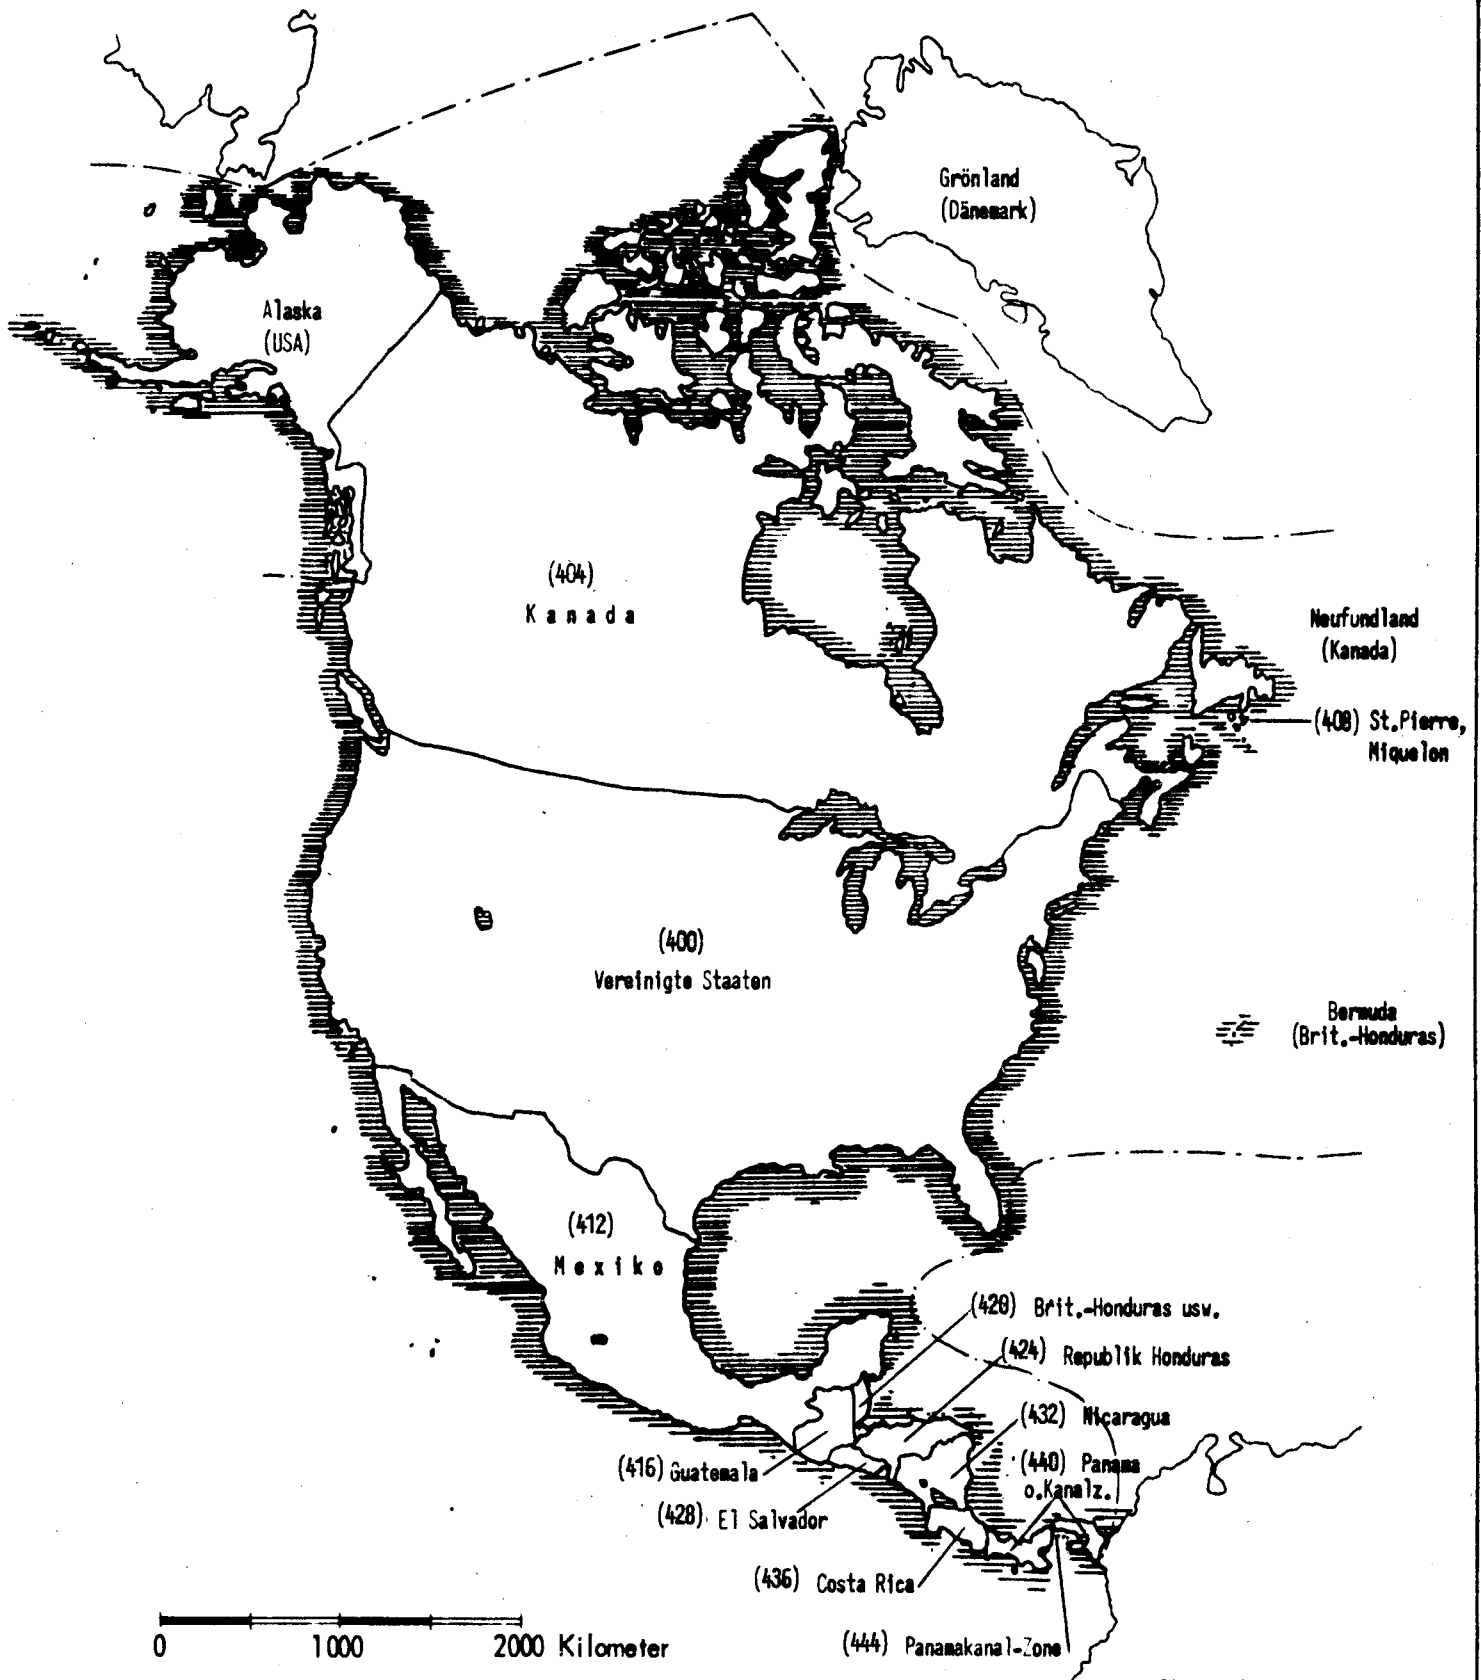 Grönland
(Dänemark)
Alaska
(USA)
(404)
Kanada
Neufundland
(Kanada)
(408) St.Pierre,
Miquelon
(400)
Vereinigte Staaten
Bermuda
(Brit.-Honduras)
(412)
Mexiko
(420) Brit.-Honduras usw.
(424) Republik Honduras
(432) Nicaragua
(440) Panama
o.Kanalz.
(416) Guatemala
(428) El Salvador
(436) Costa Rica
(444) Panamakanal-Zone
0 1000 2000 Kilometer